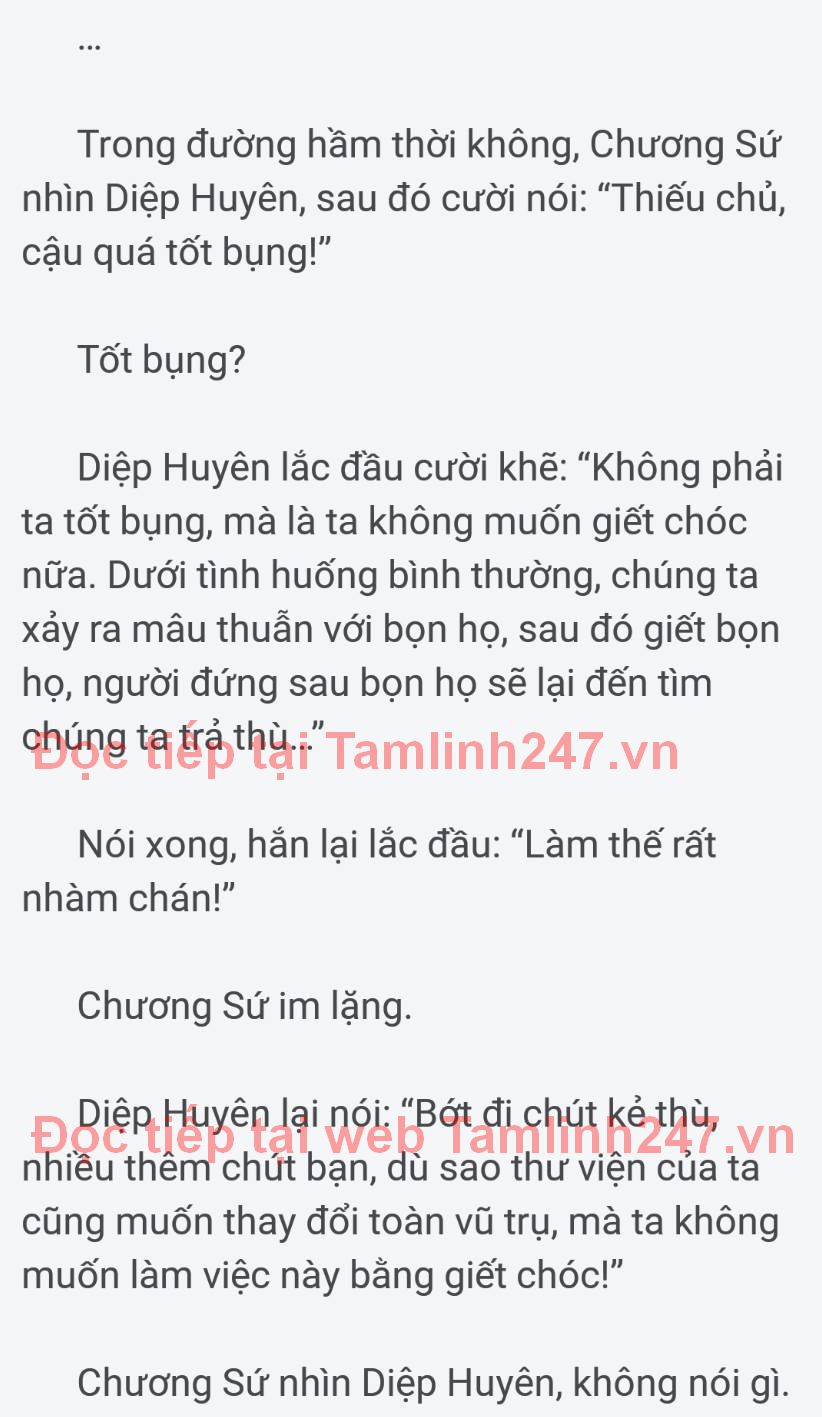 ...
Trong đường hầm thời không, Chương Sứ
nhìn Diệp Huyên, sau đó cười nói: “Thiếu chủ,
cậu quá tốt bụng!”
Tốt bụng?
Diệp Huyên lắc đầu cười khẽ: “Không phải
ta tốt bụng, mà là ta không muốn giết chóc
nữa. Dưới tình huống bình thường, chúng ta
xảy ra mâu thuẫn với bọn họ, sau đó giết bọn
họ, người đứng sau bọn họ sẽ lại đến tìm
chúng ta trả thù...”
Đọc tiếp tại Tamlinh247.vn
Nói xong, hắn lại lắc đầu: “Làm thế rất
nhàm chán!”
Chương Sứ im lặng.
Diệp Huyên lại nói: “Bớt đi chút kẻ thù,
Đọc tiếp tại web Tamlinh247.vn
nhiều thêm chút bạn, dù sao thư viện của ta
cũng muốn thay đổi toàn vũ trụ, mà ta không
muốn làm việc này bằng giết chóc!”
Chương Sứ nhìn Diệp Huyên, không nói gì.